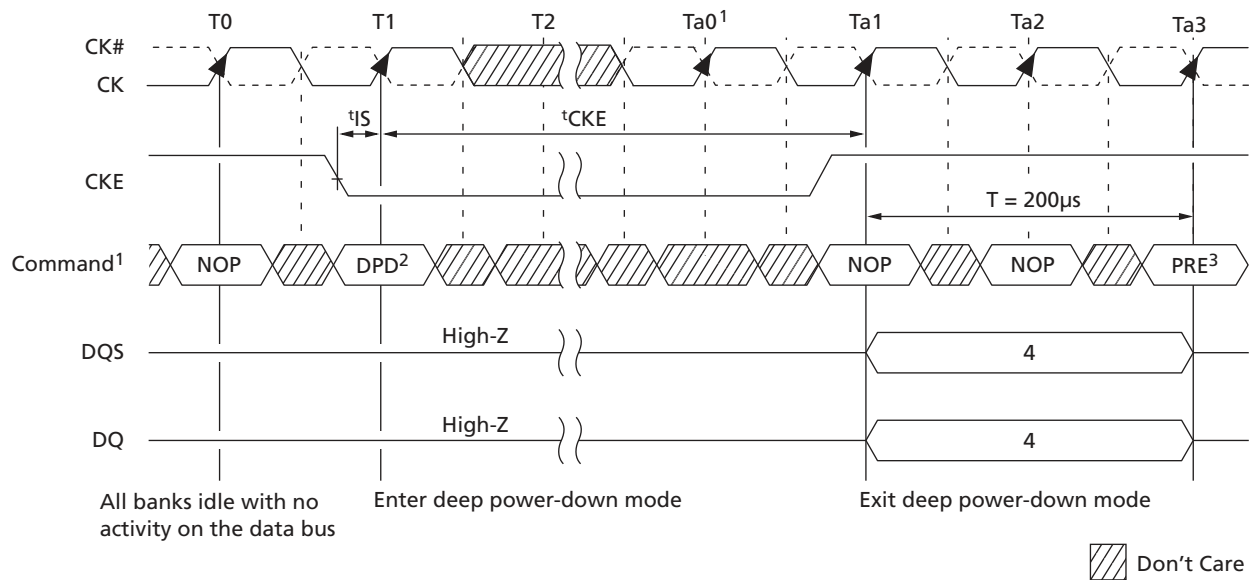 T0 T1 T2 Ta0¹ Ta1 Ta2 Ta3
CK#
CK
tIS tCKE
CKE
T = 200μs
Command¹ NOP DPD² NOP NOP PRE³
DQS High-Z 4
DQ High-Z 4
All banks idle with no
activity on the data bus
Enter deep power-down mode
Exit deep power-down mode
Don't Care